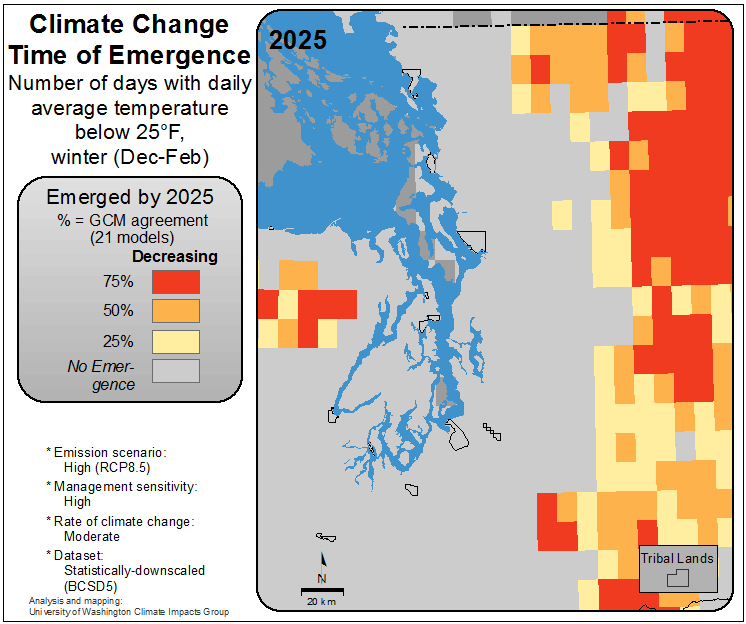 Climate Change
Time of Emergence
Number of days with daily
average temperature
below 25°F,
winter (Dec-Feb)
Emerged by 2025
% = GCM agreement
(21 models)
Decreasing
75%
50%
25%
No Emer-
gence
* Emission scenario:
High (RCP8.5)
* Management sensitivity:
High
* Rate of climate change:
Moderate
* Dataset:
Statistically-downscaled
(BCSD5)
Analysis and mapping:
University of Washington Climate Impacts Group
2025
N
20 km
Tribal Lands